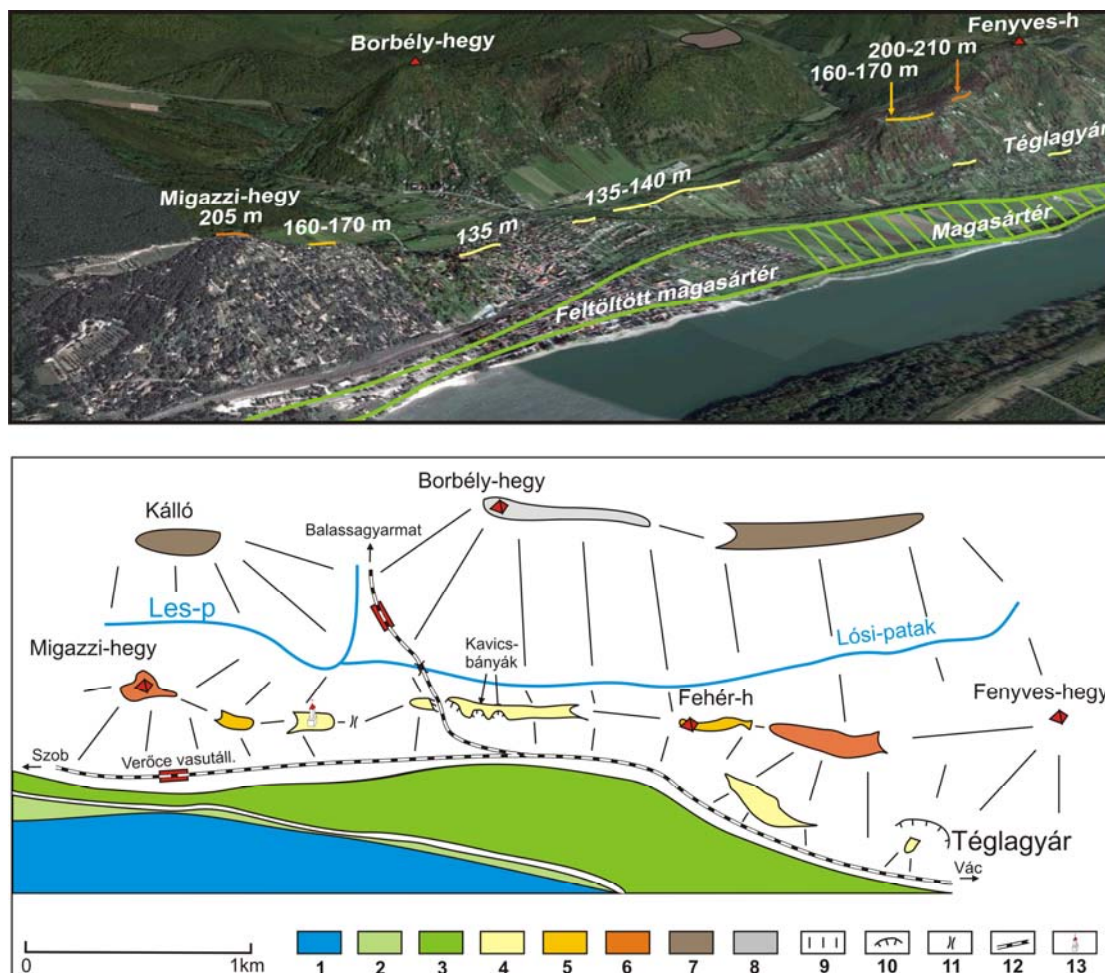 Borbély-hegy
Fenyves-h
200-210 m
160-170 m
Téglagyár
135-140 m
Migazzi-hegy
205 m
160-170 m
135 m
Magasártér
Feltöltött magasártér
Borbély-hegy
Kálló
Balassagyarmat
Les-p
Lósi-patak
Migazzi-hegy
Kavics-
bányák
Fehér-h
Fenyves-hegy
Szob
Verőce vasutáll.
Téglagyár
Vác
0
1km
1 2 3 4 5 6 7 8 9 10 11 12 13